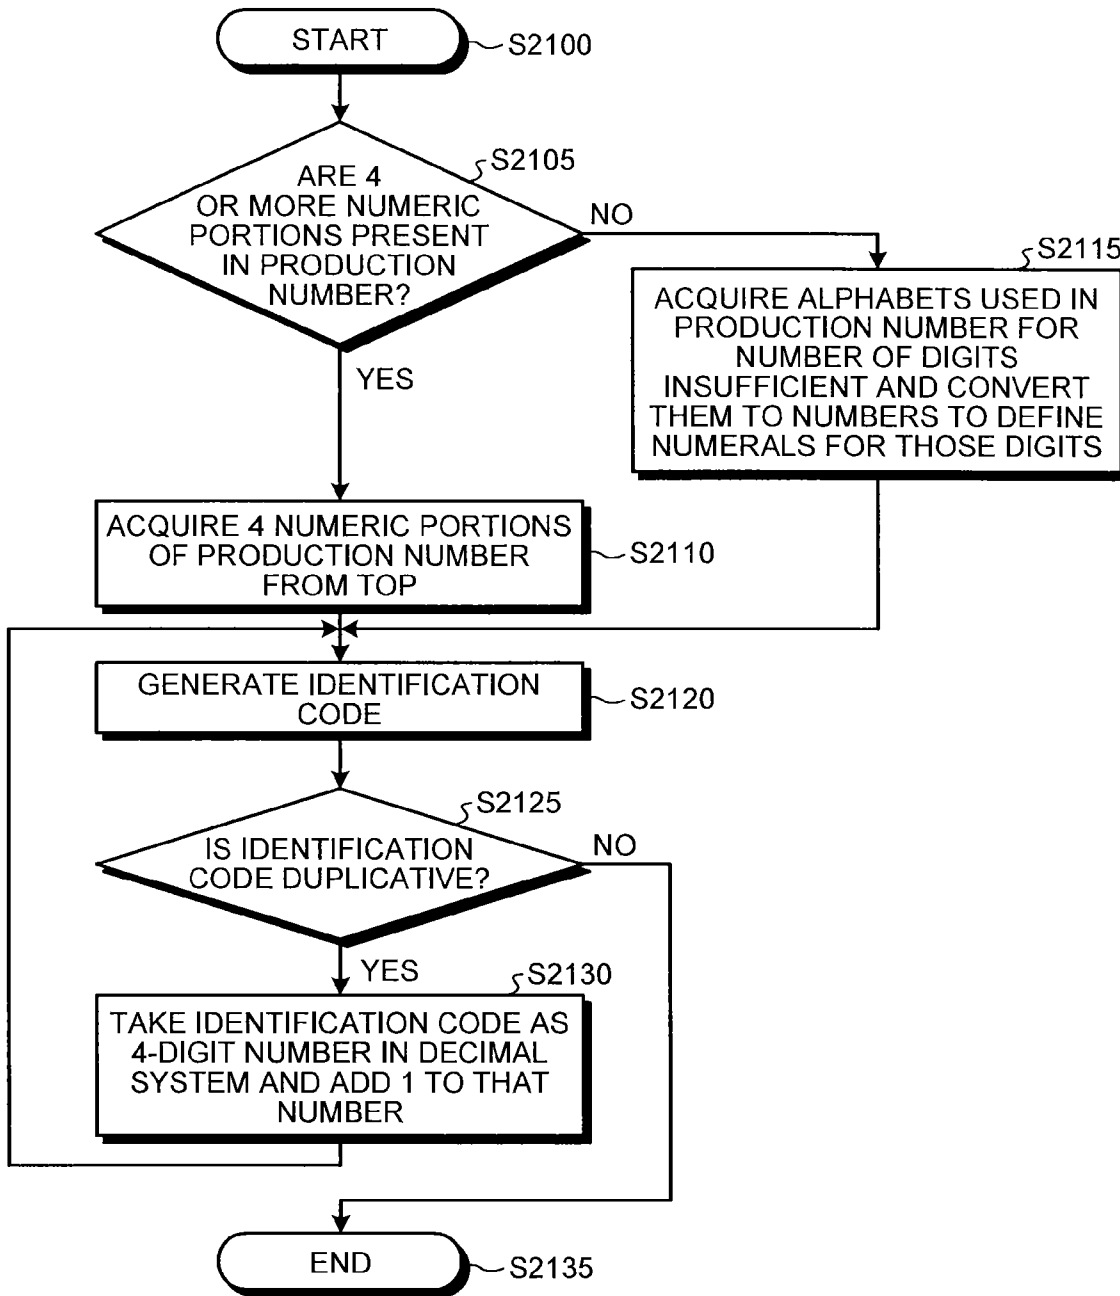 START
S2100
S2105
ARE 4
OR MORE NUMERIC
PORTIONS PRESENT
IN PRODUCTION
NUMBER?
NO
S2115
ACQUIRE ALPHABETS USED IN
PRODUCTION NUMBER FOR
NUMBER OF DIGITS
INSUFFICIENT AND CONVERT
THEM TO NUMBERS TO DEFINE
NUMERALS FOR THOSE DIGITS
YES
ACQUIRE 4 NUMERIC PORTIONS
OF PRODUCTION NUMBER
FROM TOP
S2110
GENERATE IDENTIFICATION
CODE
S2120
S2125
IS IDENTIFICATION
CODE DUPLICATIVE?
NO
YES
S2130
TAKE IDENTIFICATION CODE AS
4-DIGIT NUMBER IN DECIMAL
SYSTEM AND ADD 1 TO THAT
NUMBER
END
S2135